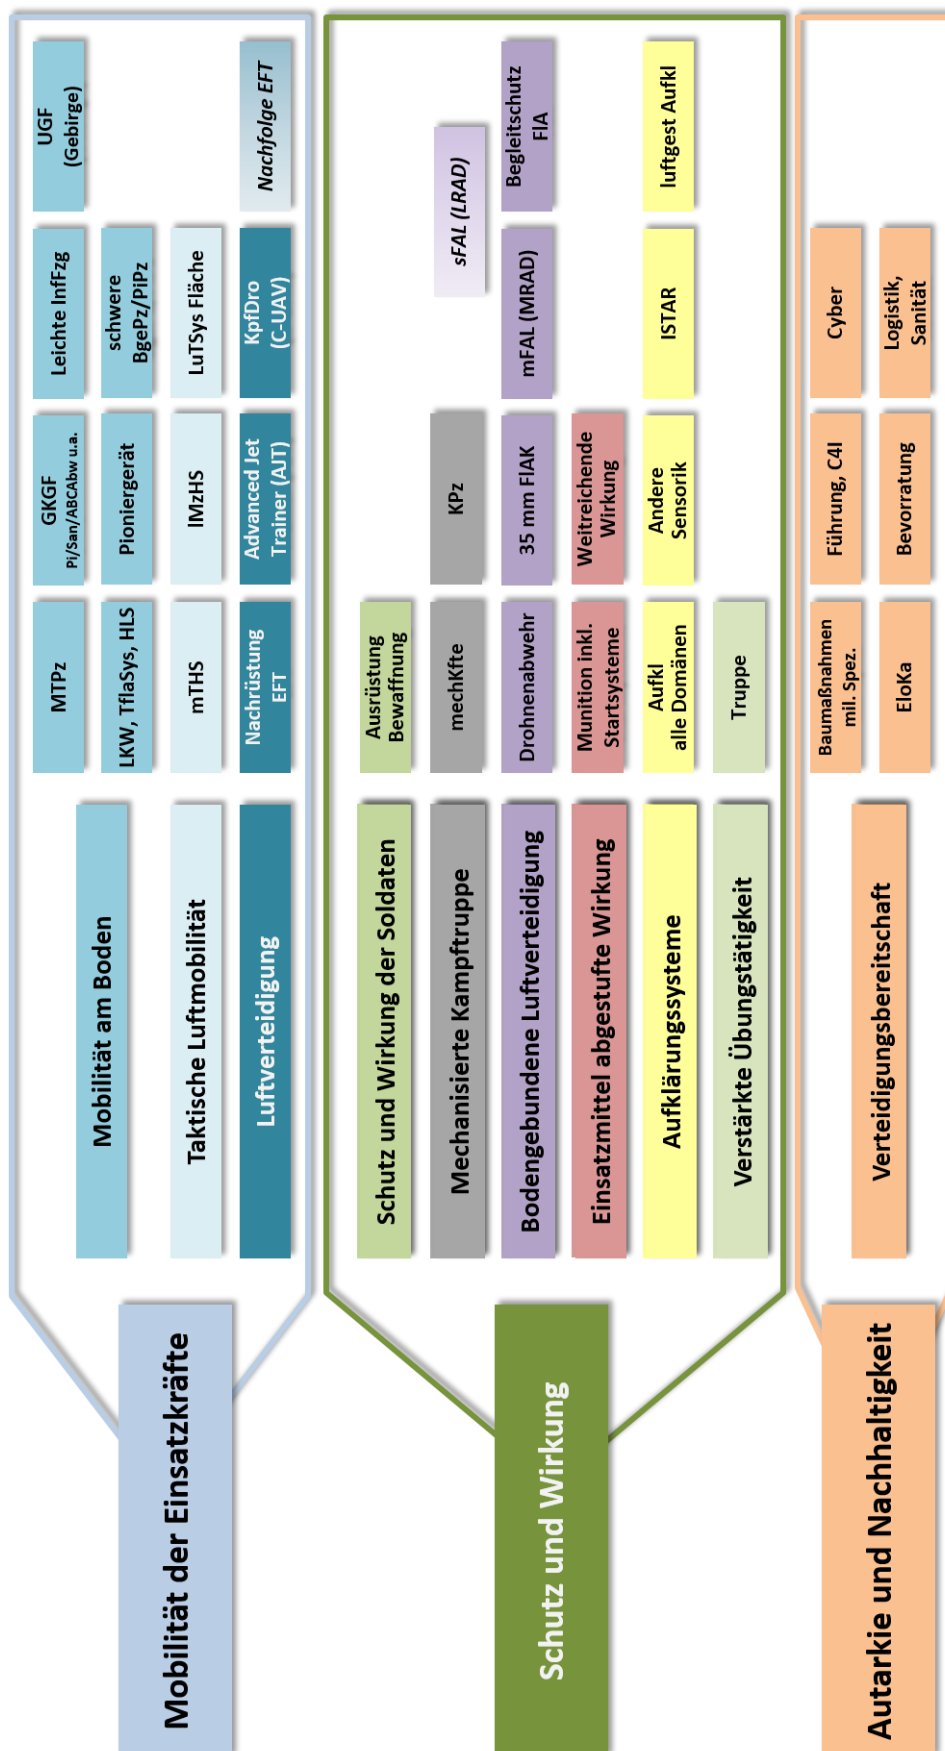 Mobilität der Einsatzkräfte
Mobilität am Boden
MTPz
GKGF
Pi/San/ABCAbw u.a.
Leichte InfFzg
UGF
(Gebirge)
LKW, TflaSys, HLS
Pioniergerät
schwere
BgePz/PiPz
Taktische Luftmobilität
mTHS
lMzHS
LuTSys Fläche
Luftverteidigung
Nachrüstung
EFT
Advanced Jet
Trainer (AJT)
KpfDro
(C-UAV)
Nachfolge EFT
Schutz und Wirkung
Schutz und Wirkung der Soldaten
Ausrüstung
Bewaffnung
Mechanisierte Kampftruppe
mechKfte
KPz
sFAL (LRAD)
Bodengebundene Luftverteidigung
Drohnenabwehr
35 mm FlAK
mFAL (MRAD)
Begleitschutz
FlA
Einsatzmittel abgestufte Wirkung
Munition inkl.
Startsysteme
Weitreichende
Wirkung
Aufklärungssysteme
Aufkl
alle Domänen
Andere
Sensorik
ISTAR
luftgest Aufkl
Verstärkte Übungstätigkeit
Truppe
Autarkie und Nachhaltigkeit
Verteidigungsbereitschaft
Baumaßnahmen
mil. Spez.
Führung, C4I
Cyber
EloKa
Bevorratung
Logistik,
Sanität